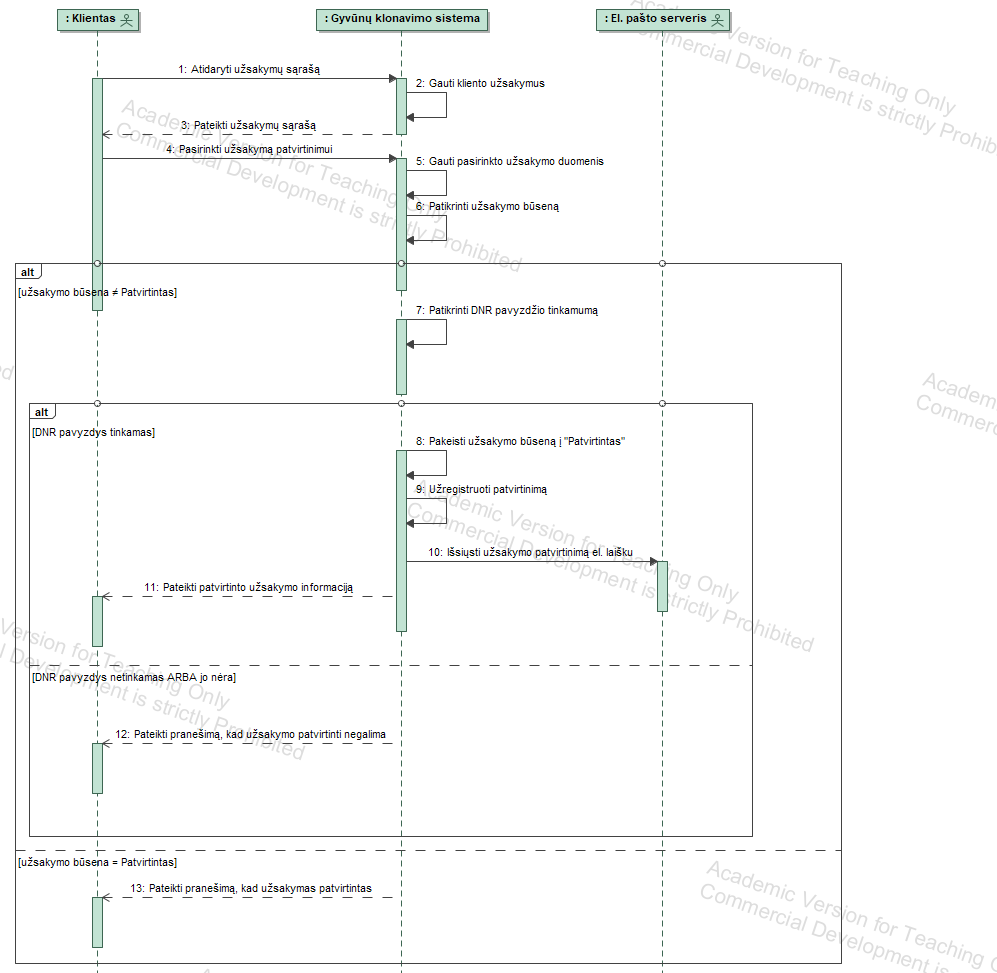 : Klientas
: Gyvūnų klonavimo sistema
: El. pašto serveris
1: Atidaryti užsakymų sąrašą
2: Gauti kliento užsakymus
3: Pateikti užsakymų sąrašą
4: Pasirinkti užsakymą patvirtinimui
5: Gauti pasirinkto užsakymo duomenis
6: Patikrinti užsakymo būseną
alt
[užsakymo būsena ≠ Patvirtintas]
7: Patikrinti DNR pavyzdžio tinkamumą
alt
[DNR pavyzdys tinkamas]
8: Pakeisti užsakymo būseną į "Patvirtintas"
9: Užregistruoti patvirtinimą
10: Išsiųsti užsakymo patvirtinimą el. laišku
11: Pateikti patvirtinto užsakymo informaciją
[DNR pavyzdys netinkamas ARBA jo nėra]
12: Pateikti pranešimą, kad užsakymo patvirtinti negalima
[užsakymo būsena = Patvirtintas]
13: Pateikti pranešimą, kad užsakymas patvirtintas
Academic Version for Teaching Only
Commercial Development is strictly Prohibited